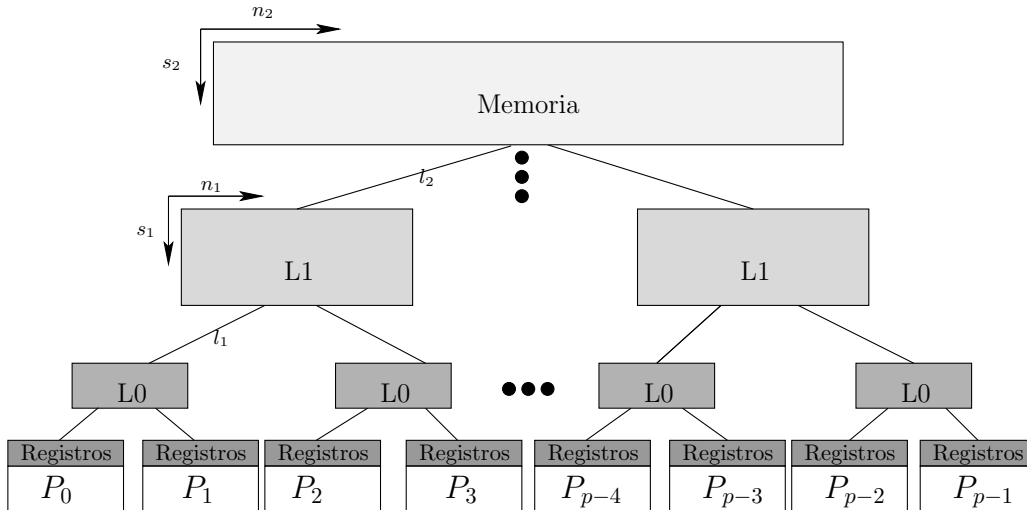 n₂
s₂
Memoria
l₂
n₁
s₁
L1 L1
l₁
L0 L0 L0 L0
Registros Registros Registros Registros Registros Registros Registros Registros
P₀ P₁ P₂ P₃ Pₚ₋₄ Pₚ₋₃ Pₚ₋₂ Pₚ₋₁